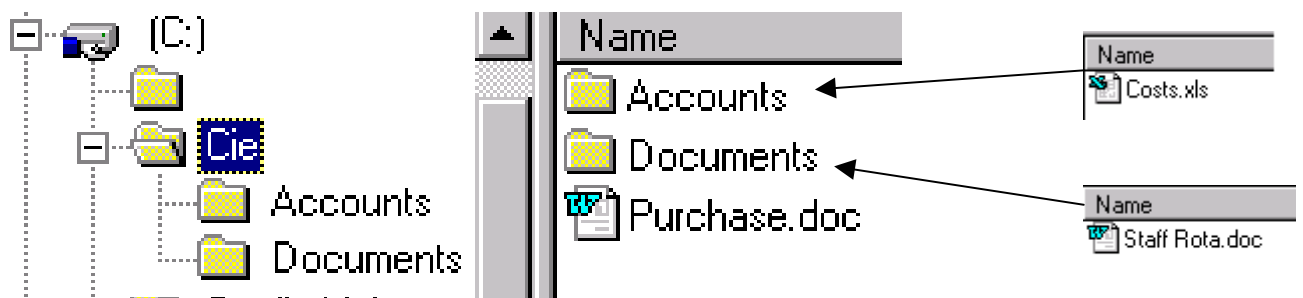 (C:)
Cie
Accounts
Documents
Name
Accounts
Documents
Purchase.doc
Name
Costs.xls
Name
Staff Rota.doc